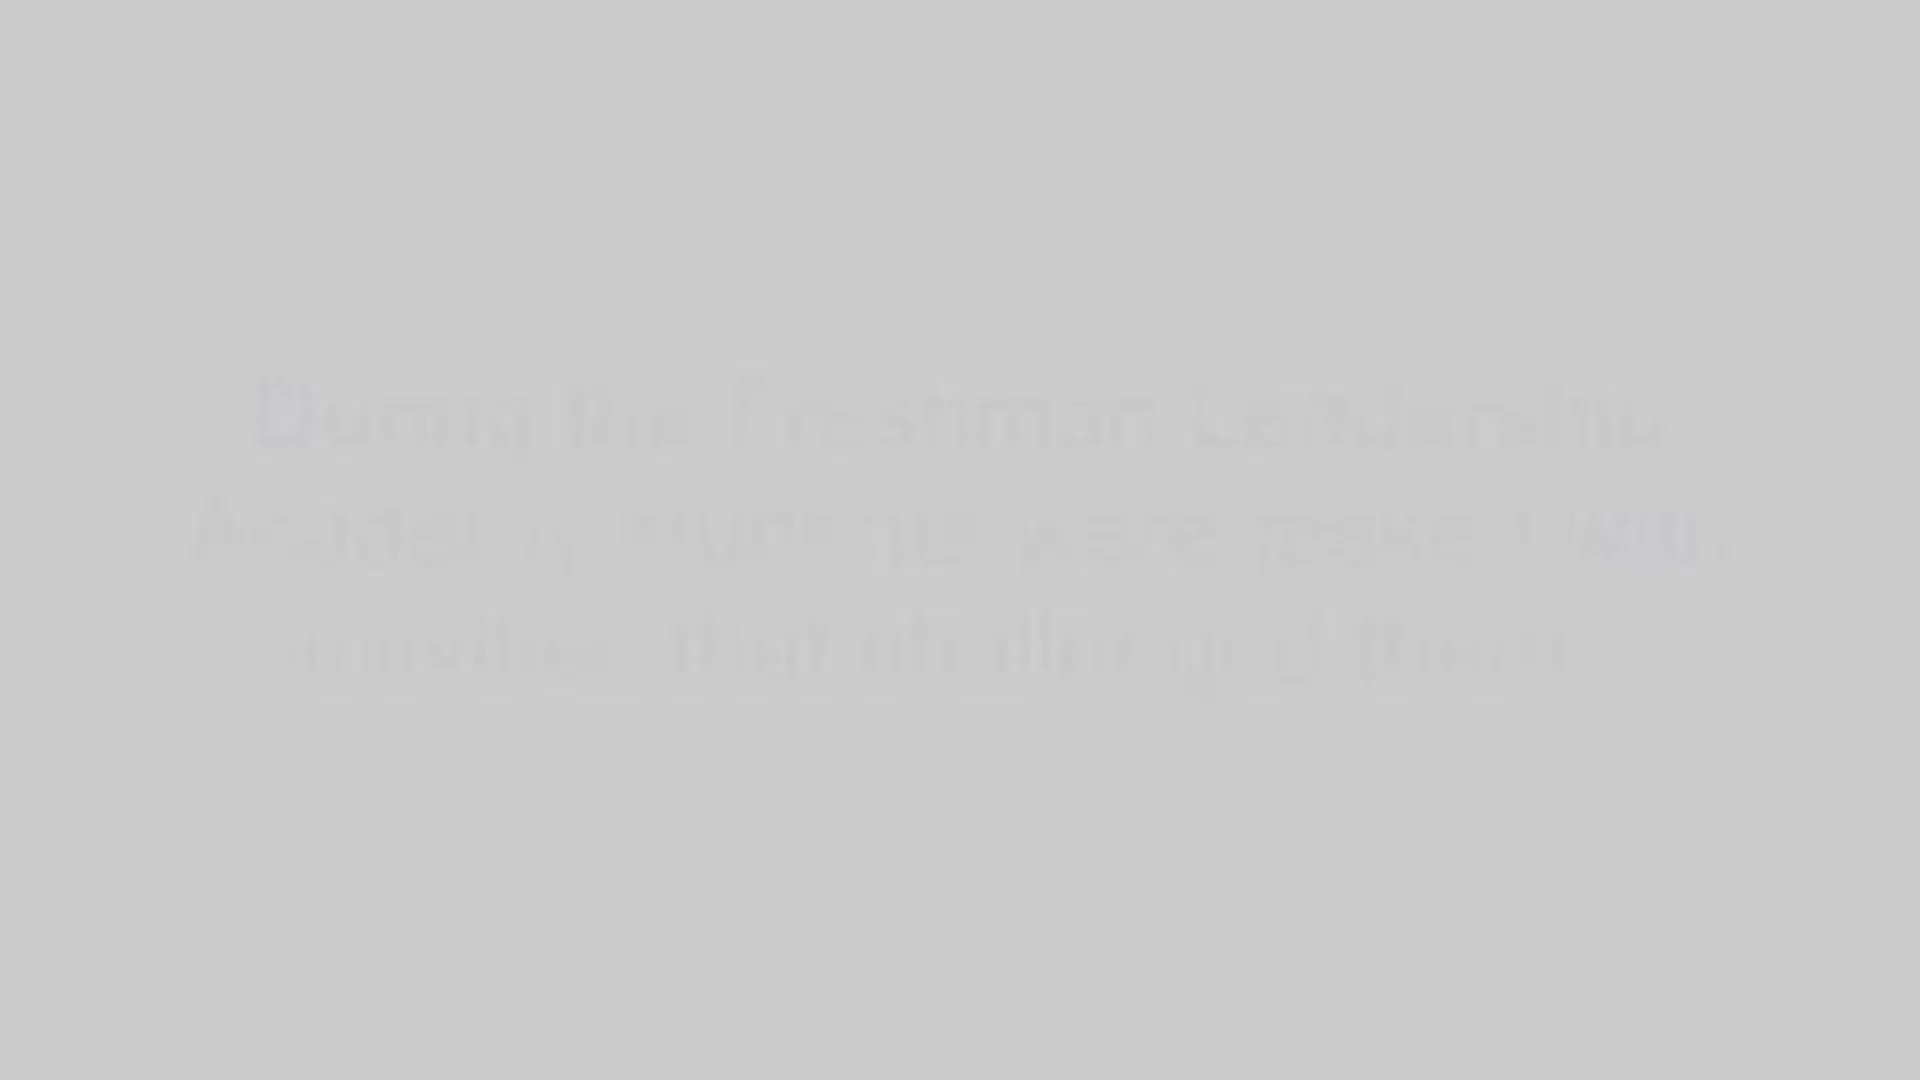 During the Freshman Leadership
Academy students were tasked with
activities that challenged them